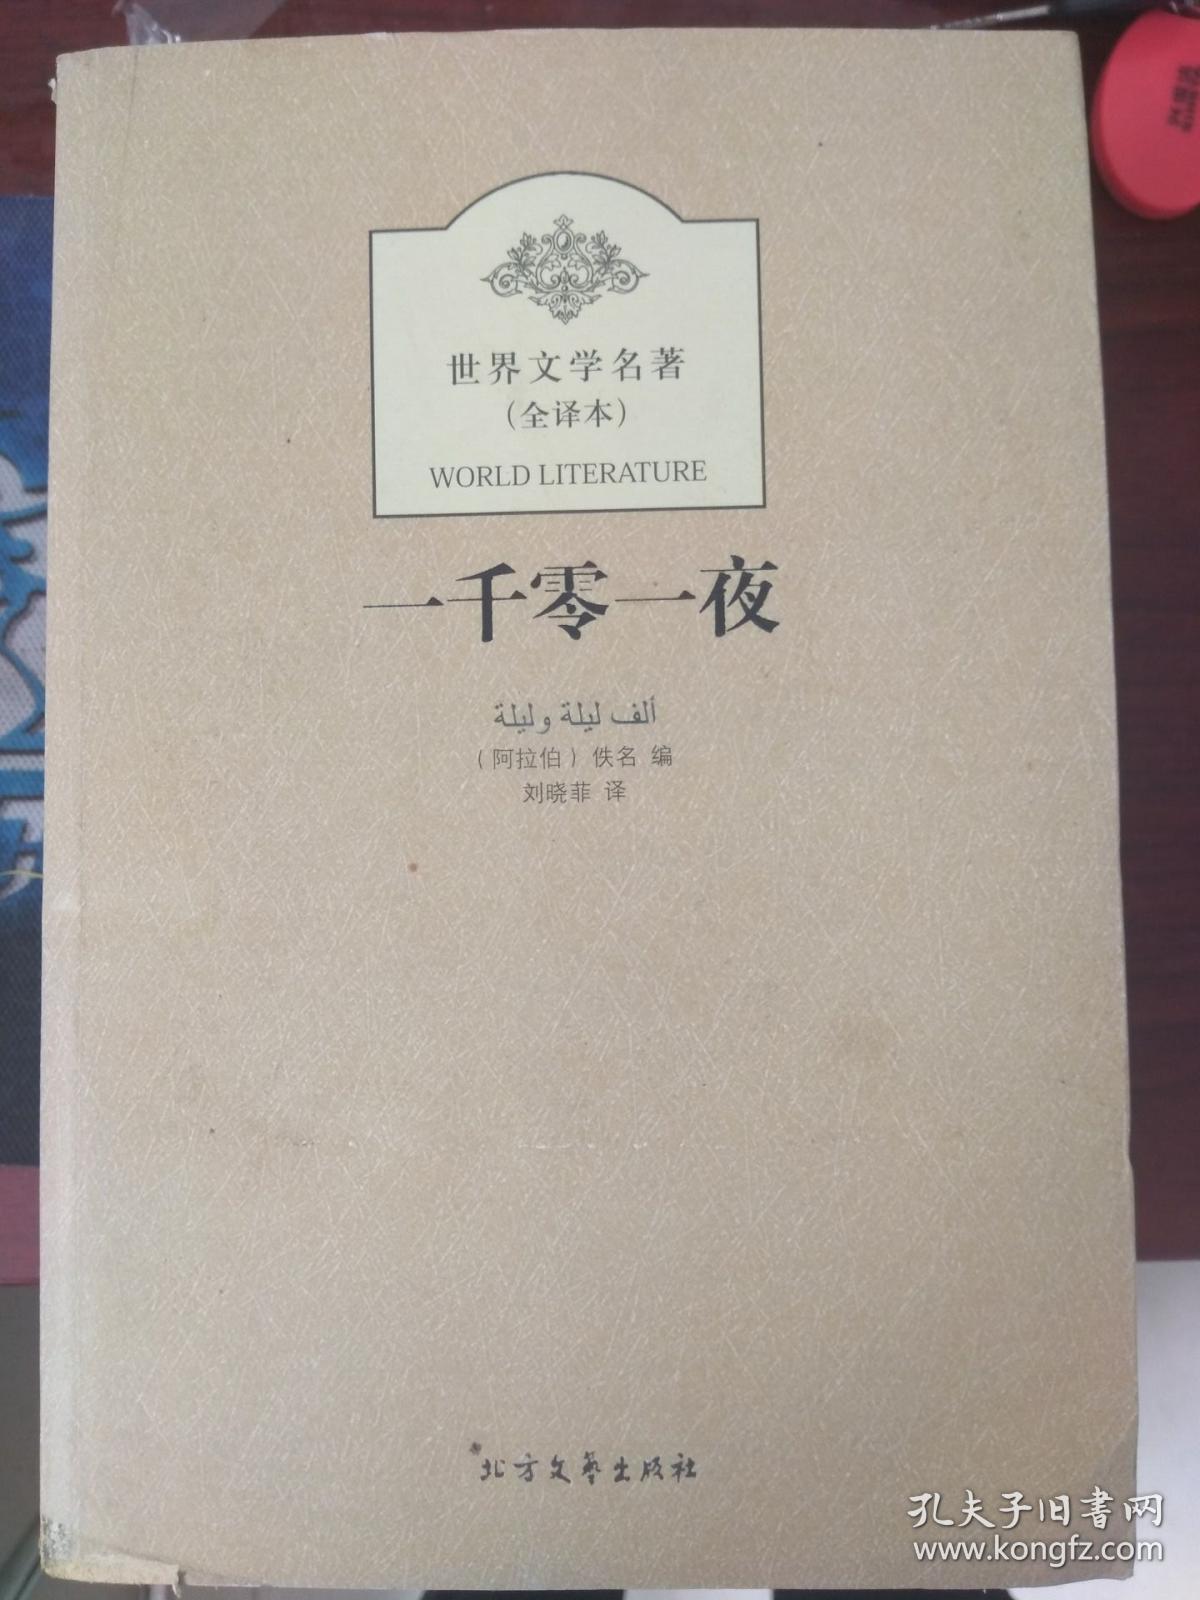 世界文学名著
(全译本)
WORLD LITERATURE
一千零一夜
ألف ليلة وليلة
(阿拉伯) 佚名 编
刘晓菲 译
北方文艺出版社
孔夫子旧书网
www.kongfz.com